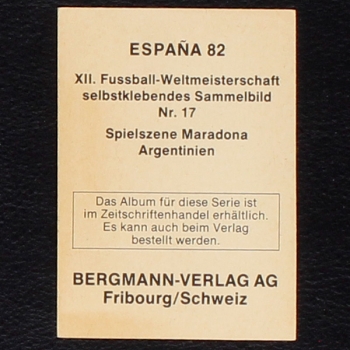 ESPAÑA 82
XII. Fussball-Weltmeisterschaft
selbstklebendes Sammelbild
Nr. 17
Spielszene Maradona
Argentinien
Das Album für diese Serie ist
im Zeitschriftenhandel erhältlich.
Es kann auch beim Verlag
bestellt werden.
BERGMANN-VERLAG AG
Fribourg/Schweiz